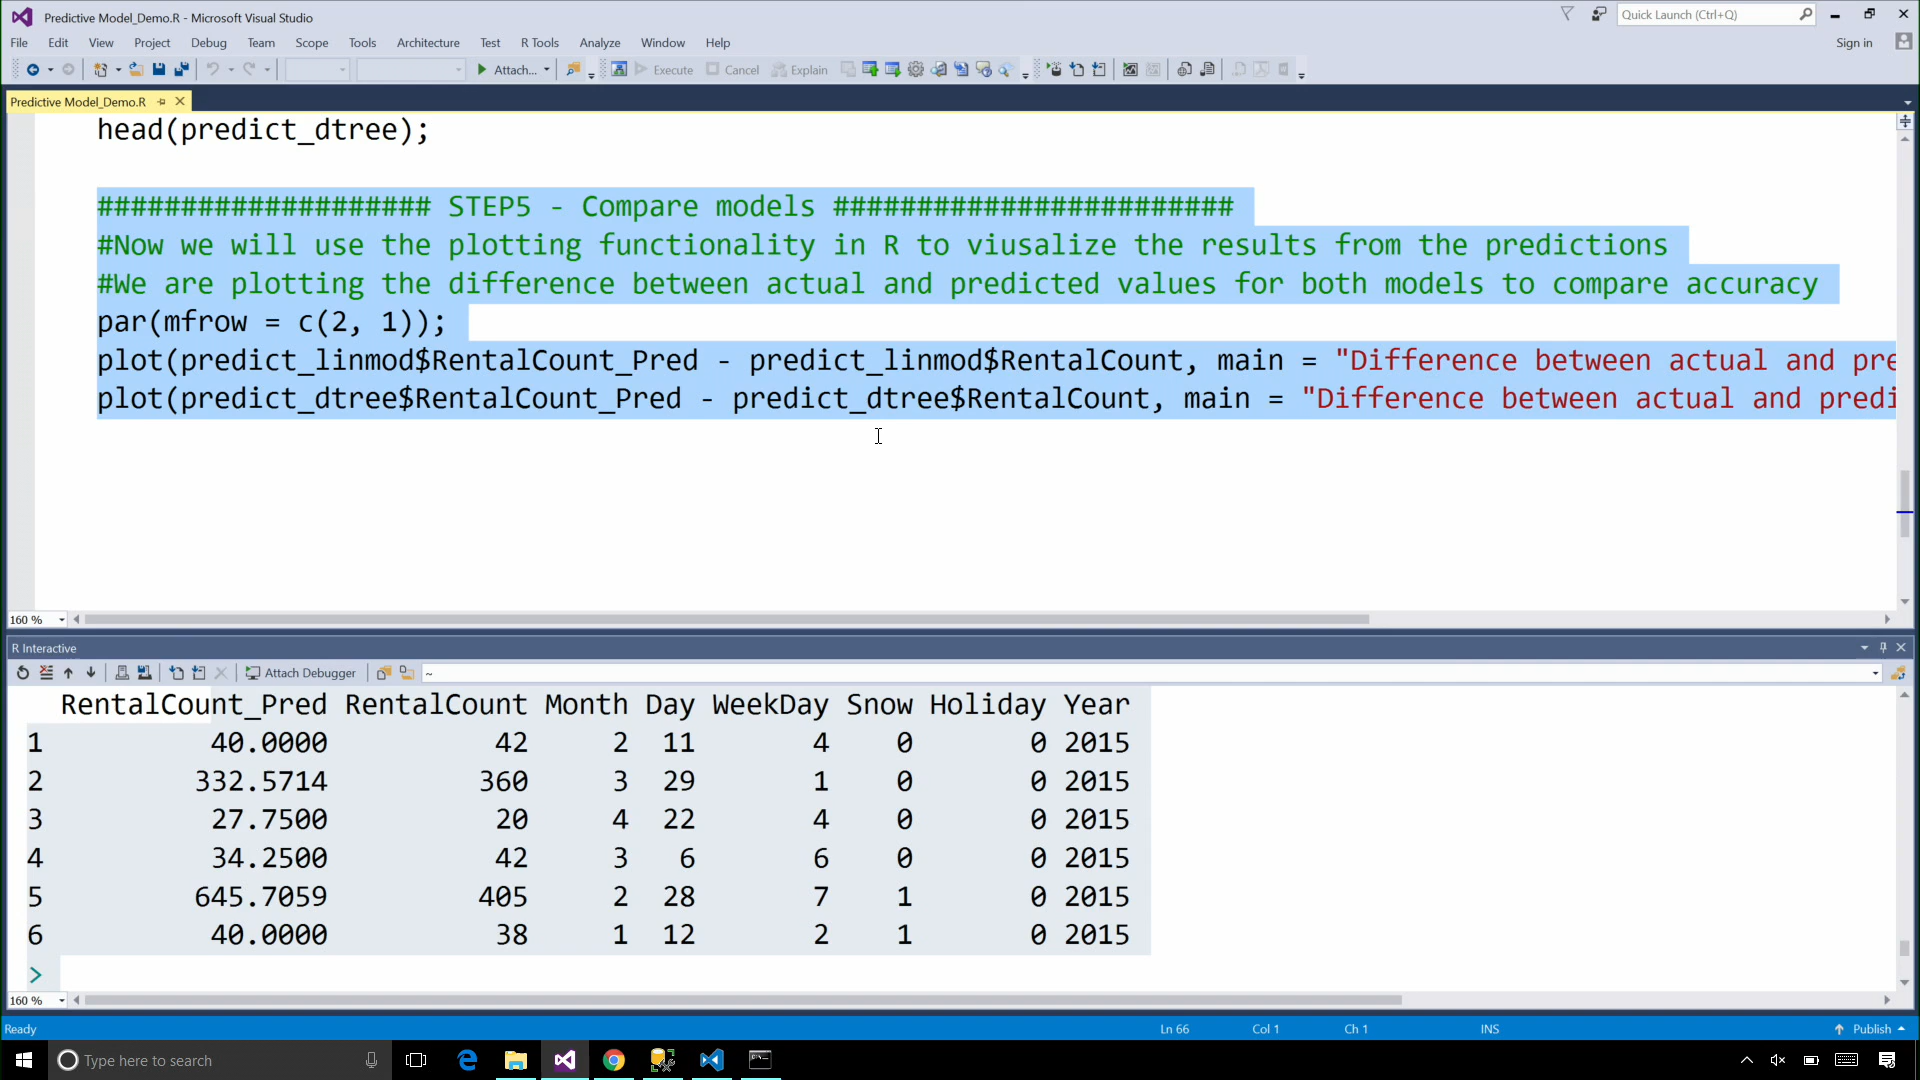 Predictive Model_Demo.R - Microsoft Visual Studio
Quick Launch (Ctrl+Q)
File Edit View Project Debug Team Scope Tools Architecture Test R Tools Analyze Window Help
Sign in
Attach... Execute Cancel Explain
Predictive Model_Demo.R
head(predict_dtree);
#################### STEP5 - Compare models ########################
#Now we will use the plotting functionality in R to viusalize the results from the predictions
#We are plotting the difference between actual and predicted values for both models to compare accuracy
par(mfrow = c(2, 1));
plot(predict_linmod$RentalCount_Pred - predict_linmod$RentalCount, main = "Difference between actual and pre
plot(predict_dtree$RentalCount_Pred - predict_dtree$RentalCount, main = "Difference between actual and predi
160 %
R Interactive
Attach Debugger ~
RentalCount_Pred RentalCount Month Day WeekDay Snow Holiday Year
1 40.0000 42 2 11 4 0 0 2015
2 332.5714 360 3 29 1 0 0 2015
3 27.7500 20 4 22 4 0 0 2015
4 34.2500 42 3 6 6 0 0 2015
5 645.7059 405 2 28 7 1 0 2015
6 40.0000 38 1 12 2 1 0 2015
>
160 %
Ready Ln 66 Col 1 Ch 1 INS Publish
Type here to search